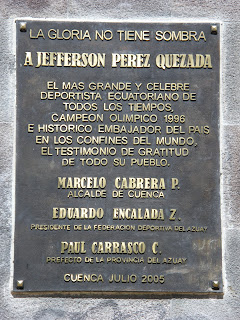 LA GLORIA NO TIENE SOMBRA
A JEFFERSON PEREZ QUEZADA
EL MAS GRANDE Y CELEBRE
DEPORTISTA ECUATORIANO DE
TODOS LOS TIEMPOS,
CAMPEON OLIMPICO 1996
E HISTORICO EMBAJADOR DEL PAIS
EN LOS CONFINES DEL MUNDO,
EL TESTIMONIO DE GRATITUD
DE TODO SU PUEBLO.
MARCELO CABRERA P.
ALCALDE DE CUENCA
EDUARDO ENCALADA Z.
PRESIDENTE DE LA FEDERACION DEPORTIVA DEL AZUAY
PAUL CARRASCO C.
PREFECTO DE LA PROVINCIA DEL AZUAY
CUENCA JULIO 2005